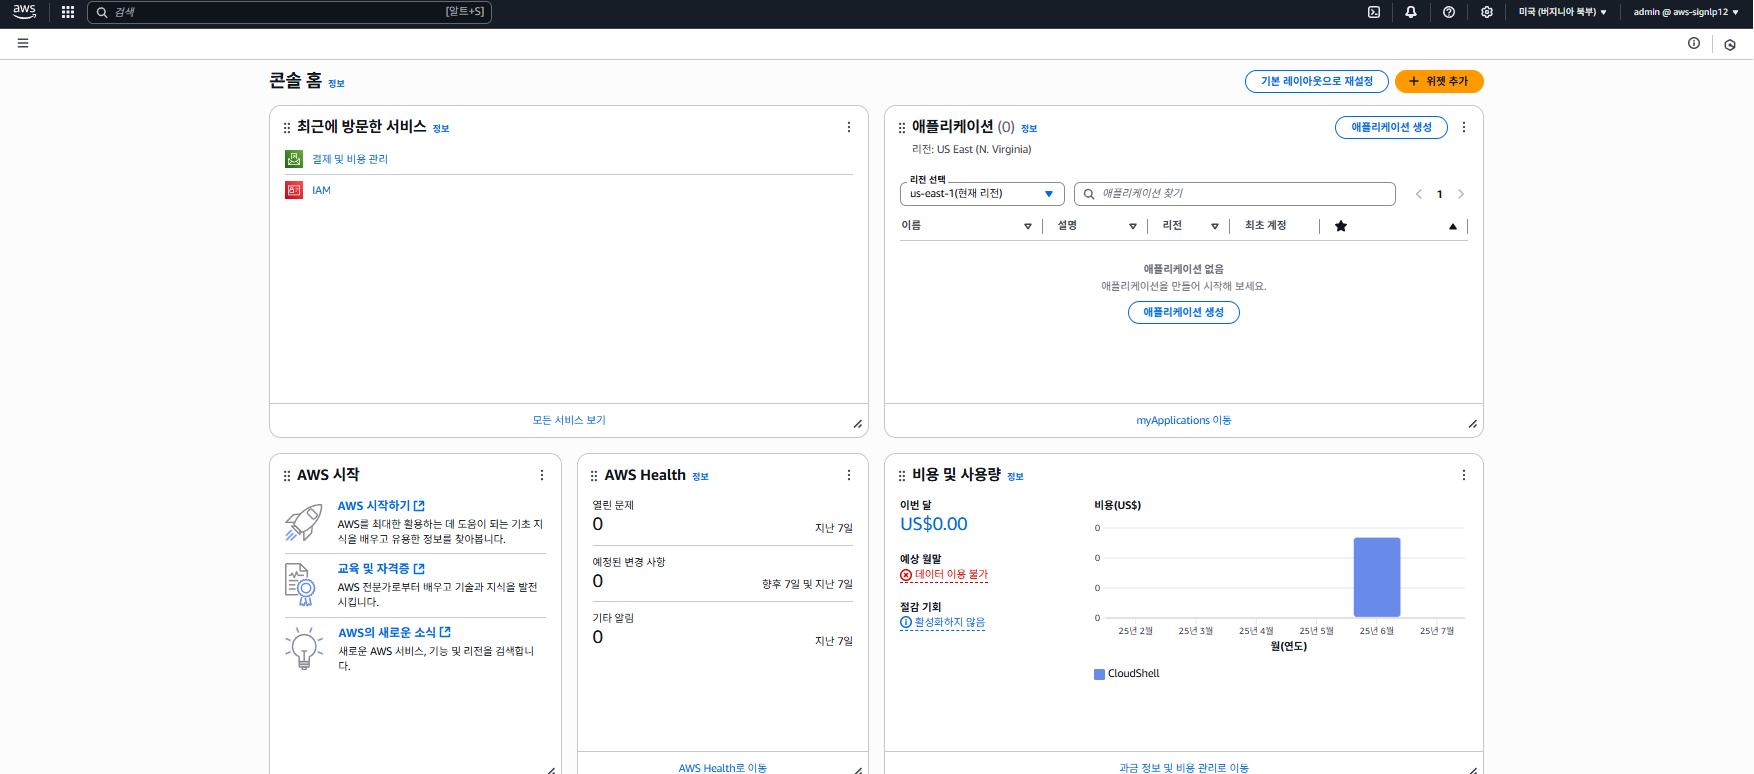 aws
검색
[알트+S]
미국 (버지니아 북부)
admin @ aws-signlp12
콘솔 홈 정보
기본 레이아웃으로 재설정
위젯 추가
최근에 방문한 서비스 정보
결제 및 비용 관리
IAM
모든 서비스 보기
애플리케이션 (0) 정보
애플리케이션 생성
리전: US East (N. Virginia)
리전 선택
us-east-1(현재 리전)
애플리케이션 찾기
1
이름
설명
리전
최초 계정
애플리케이션 없음
애플리케이션을 만들어 시작해 보세요.
애플리케이션 생성
myApplications 이동
AWS 시작
AWS 시작하기
AWS를 최대한 활용하는 데 도움이 되는 기초 지
식을 배우고 유용한 정보를 찾아봅니다.
교육 및 자격증
AWS 전문가로부터 배우고 기술과 지식을 발전
시킵니다.
AWS의 새로운 소식
새로운 AWS 서비스, 기능 및 리전을 검색합니
다.
AWS Health 정보
열린 문제
0
지난 7일
예정된 변경 사항
0
향후 7일 및 지난 7일
기타 알림
0
지난 7일
AWS Health로 이동
비용 및 사용량 정보
이번 달
US$0.00
예상 월말
데이터 이용 불가
절감 기회
활성화하지 않음
비용(US$)
0
0
0
0
25년 2월
25년 3월
25년 4월
25년 5월
25년 6월
25년 7월
월(연도)
CloudShell
과금 정보 및 비용 관리로 이동